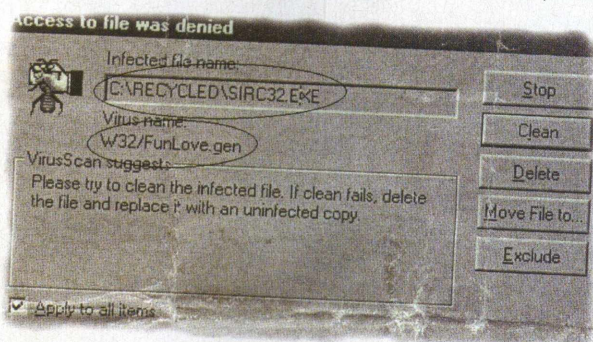 Access to file was denied
Infected file name:
C:\RECYCLED\SIRC32.EXE
Virus name:
W32/FunLove.gen
VirusScan suggests:
Please try to clean the infected file. If clean fails, delete
the file and replace it with an uninfected copy.
Apply to all items
Stop
Clean
Delete
Move File to...
Exclude